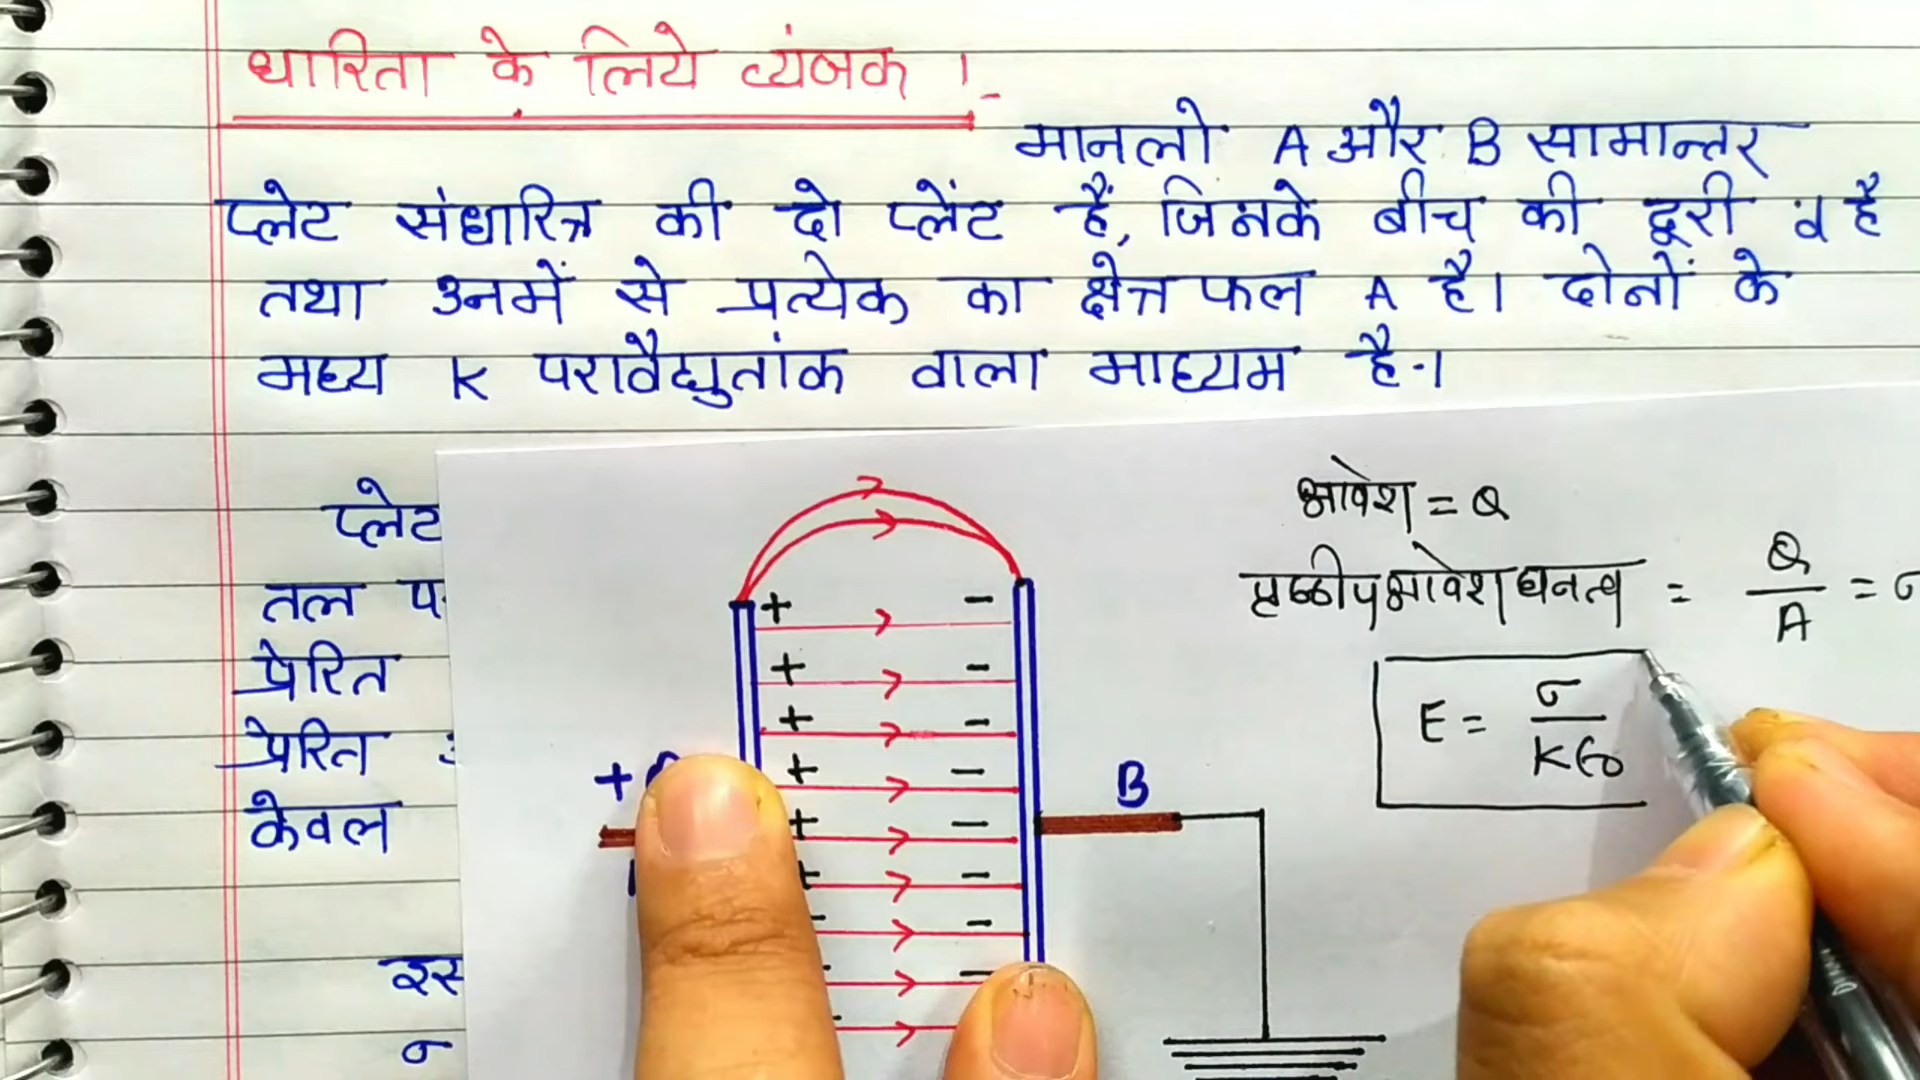 धारिता के लिये व्यंजक ।-
मानलो A और B सामान्तर
प्लेट संधारित्र की दो प्लेंट हैं, जिनके बीच की दूरी d है
तथा उनमें से प्रत्येक का क्षेत्रफल A है। दोनों के
मध्य K परावैद्युतांक वाला माध्यम है-।
प्लेट
तल प
प्रेरित
प्रेरित
केवल
इस
σ
आवेश = Q
पृष्ठीय आवेश घनत्व = Q/A = σ
E = σ/Kε₀
+
B
+ -
+ -
+ -
+ -
+ -
+ -
- -
- -
-